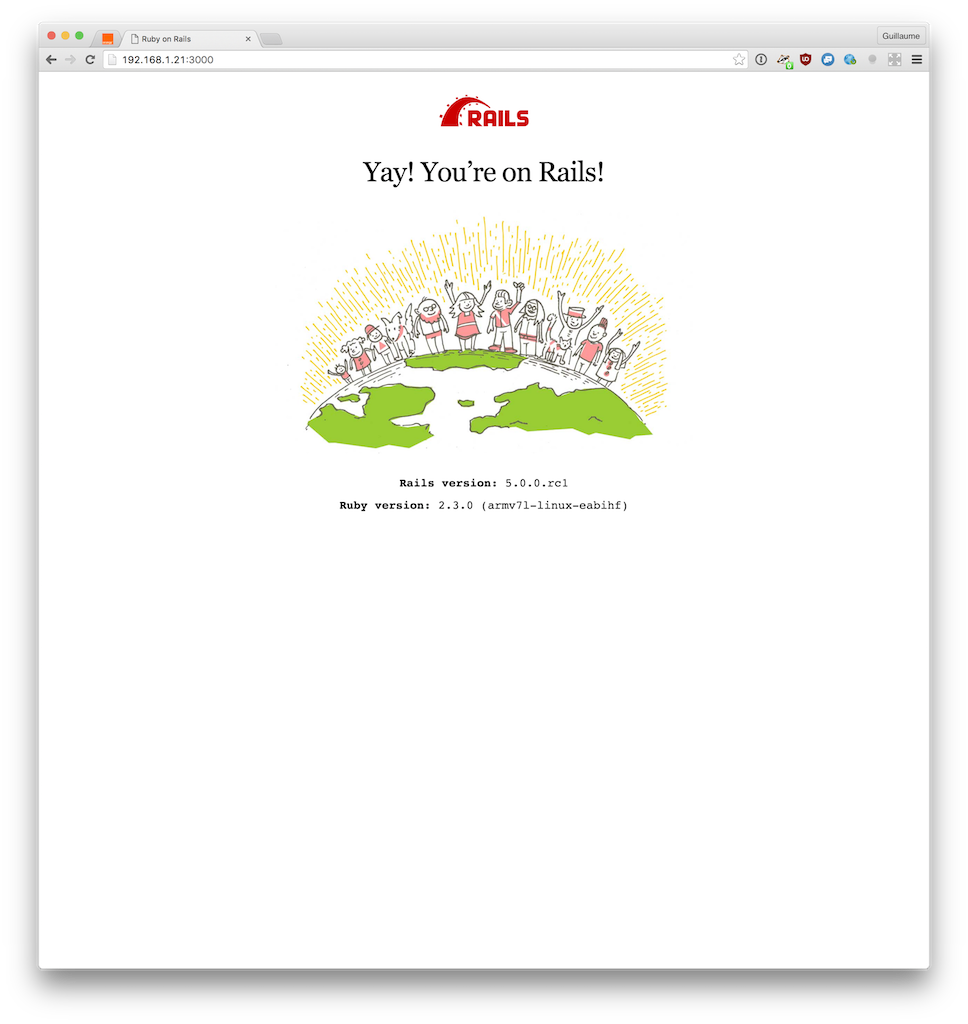 Ruby on Rails
Guillaume
192.168.1.21:3000
RAILS
Yay! You’re on Rails!
Rails version: 5.0.0.rc1
Ruby version: 2.3.0 (armv7l-linux-eabihf)